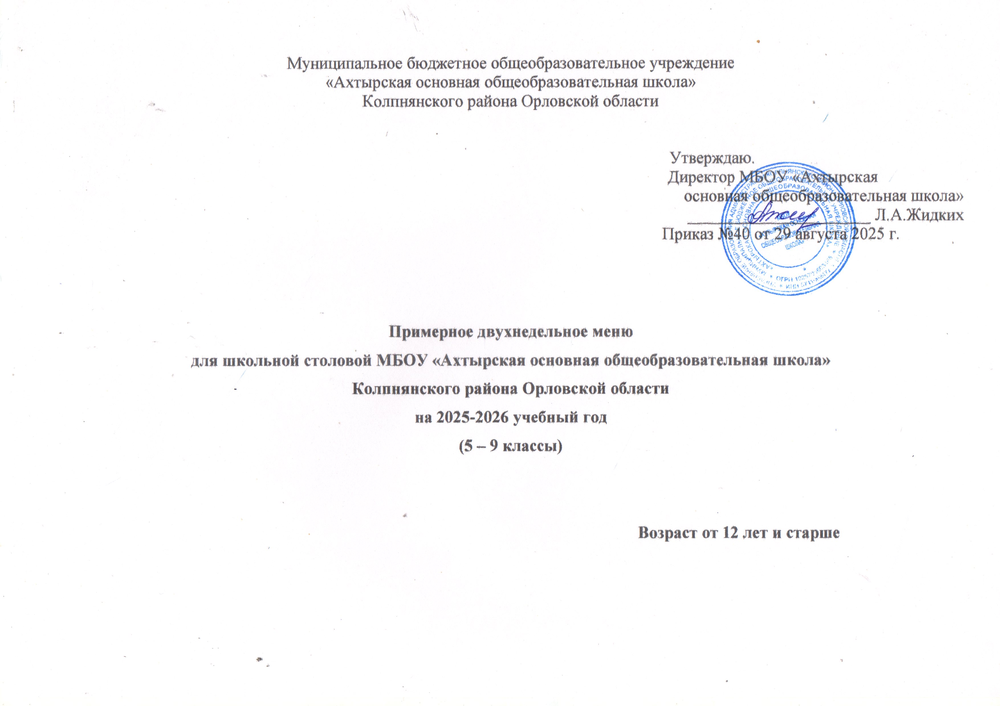 Муниципальное бюджетное общеобразовательное учреждение
«Ахтырская основная общеобразовательная школа»
Колпнянского района Орловской области
Утверждаю.
Директор МБОУ «Ахтырская
основная общеобразовательная школа»
Л.А.Жидких
Приказ №40 от 29 августа 2025 г.
ОБЩЕОБРАЗОВАТЕЛЬНАЯ
ШКОЛА»
Примерное двухнедельное меню
для школьной столовой МБОУ «Ахтырская основная общеобразовательная школа»
Колпнянского района Орловской области
на 2025-2026 учебный год
(5 – 9 классы)
Возраст от 12 лет и старше